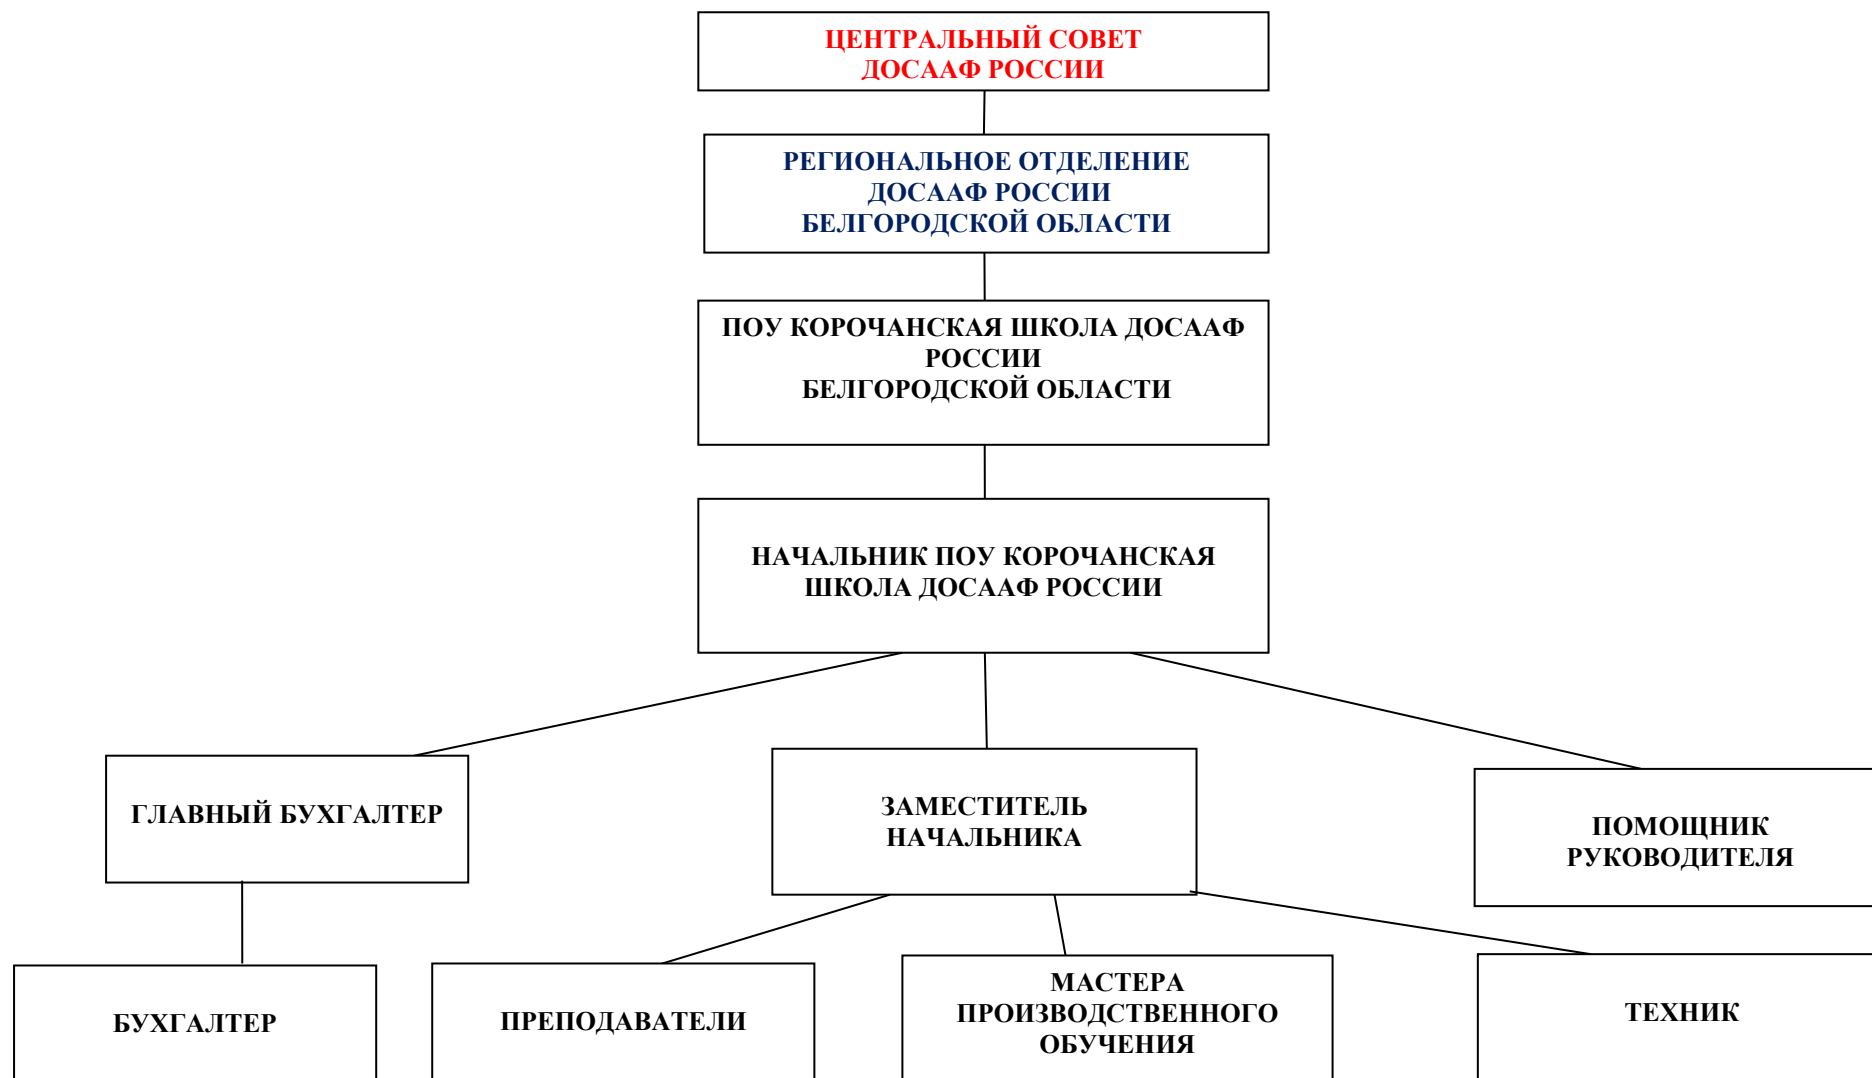 ЦЕНТРАЛЬНЫЙ СОВЕТ
ДОСААФ РОССИИ
РЕГИОНАЛЬНОЕ ОТДЕЛЕНИЕ
ДОСААФ РОССИИ
БЕЛГОРОДСКОЙ ОБЛАСТИ
ПОУ КОРОЧАНСКАЯ ШКОЛА ДОСААФ
РОССИИ
БЕЛГОРОДСКОЙ ОБЛАСТИ
НАЧАЛЬНИК ПОУ КОРОЧАНСКАЯ
ШКОЛА ДОСААФ РОССИИ
ГЛАВНЫЙ БУХГАЛТЕР
ЗАМЕСТИТЕЛЬ
НАЧАЛЬНИКА
ПОМОЩНИК
РУКОВОДИТЕЛЯ
БУХГАЛТЕР
ПРЕПОДАВАТЕЛИ
МАСТЕРА
ПРОИЗВОДСТВЕННОГО
ОБУЧЕНИЯ
ТЕХНИК